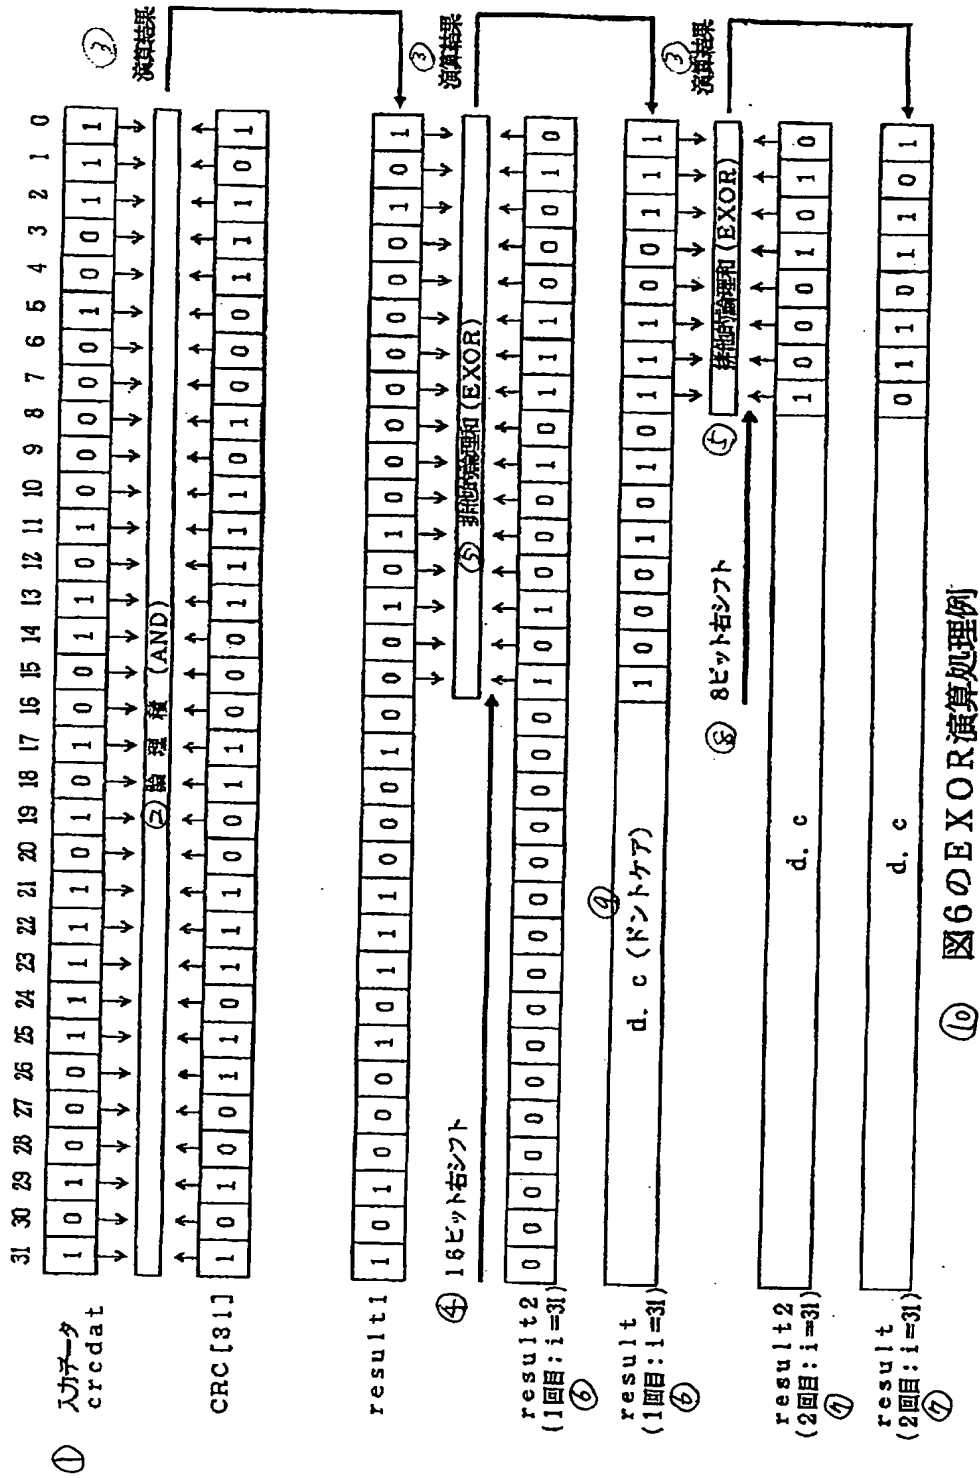 ① 入力データ
crcdat
31 30 29 28 27 26 25 24 23 22 21 20 19 18 17 16 15 14 13 12 11 10 9 8 7 6 5 4 3 2 1 0
1 0 1 0 0 0 1 1 1 1 1 0 1 0 1 0 0 1 1 0 1 0 0 0 0 0 1 0 0 1 1 1
②論理積 (AND)
③ 演算結果
CRC[31]
1 0 1 0 0 1 1 0 1 1 1 0 0 1 1 0 0 0 1 1 1 1 0 1 0 0 0 1 1 1 0 1
result1
1 0 1 0 0 0 1 0 1 1 1 0 0 0 1 0 0 0 1 0 1 0 0 0 0 0 0 0 0 1 0 1
④ 16ビット右シフト
⑤ 排他的論理和(EXOR)
③ 演算結果
result2
(1回目:i=31)
⑥
0 0 0 0 0 0 0 0 0 0 0 0 0 0 0 0 1 0 1 0 0 0 1 0 1 1 1 0 0 0 1 0
result
(1回目:i=31)
⑥
⑨ d. c (ドントケア)
1 0 0 0 1 0 1 0 1 1 1 0 0 1 1 1
⑧ 8ビット右シフト
⑤ 排他的論理和(EXOR)
③ 演算結果
result2
(2回目:i=31)
⑦
d. c
1 0 0 0 1 0 1 0
result
(2回目:i=31)
⑦
d. c
0 1 1 0 1 1 0 1
⑩ 図6のEXOR演算処理例